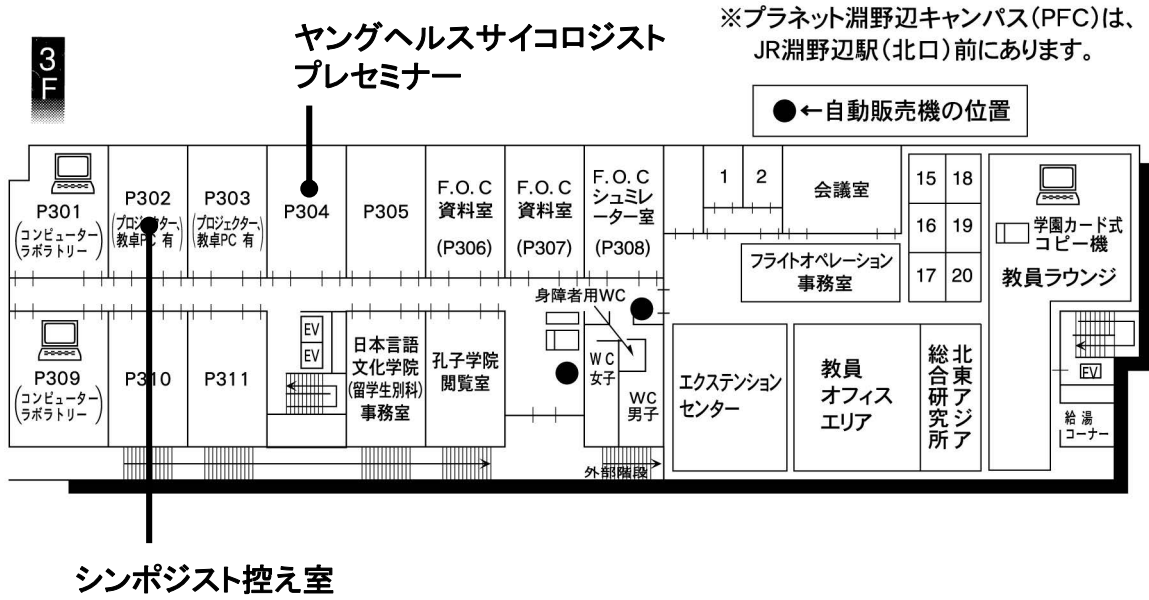 3
F
ヤングヘルスサイコロジスト
プレセミナー
※プラネット淵野辺キャンパス(PFC)は、
JR淵野辺駅(北口)前にあります。
●←自動販売機の位置
P301
(コンピューター
ラボラトリー)
P302
(プロジェクター、
教卓PC 有)
P303
(プロジェクター、
教卓PC 有)
P304
P305
F.O.C
資料室
(P306)
F.O.C
資料室
(P307)
F.O.C
シュミレ
ーター室
(P308)
1
2
会議室
15
18
16
19
17
20
学園カード式
コピー機
教員ラウンジ
フライトオペレーション
事務室
身障者用WC
P309
(コンピューター
ラボラトリー)
P310
P311
EV
EV
日本言語
文化学院
(留学生別科)
事務室
孔子学院
閲覧室
WC
女子
WC
男子
エクステンション
センター
教員
オフィス
エリア
北東アジア
総合研究所
EV
給湯
コーナー
外部階段
シンポジスト控え室